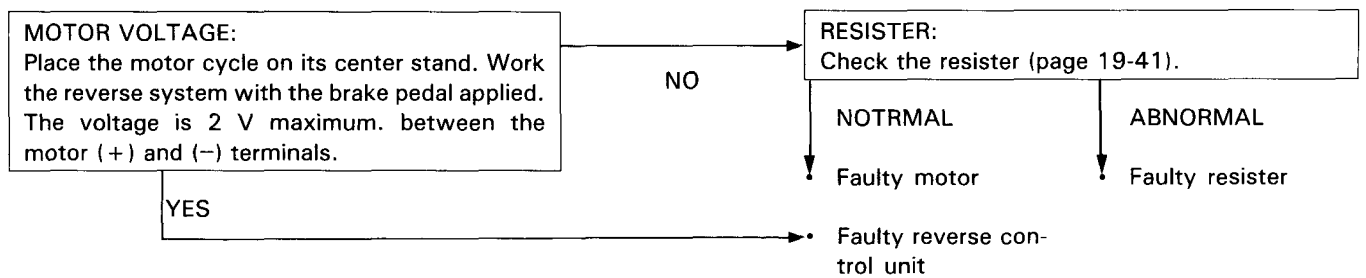 MOTOR VOLTAGE:
Place the motor cycle on its center stand. Work
the reverse system with the brake pedal applied.
The voltage is 2 V maximum. between the
motor (+) and (−) terminals.
NO
RESISTER:
Check the resister (page 19-41).
NOTRMAL
ABNORMAL
• Faulty motor
• Faulty resister
YES
• Faulty reverse con-
trol unit